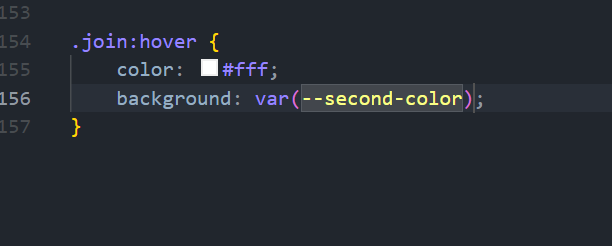 153
154 .join:hover {
155 color: #fff;
156 background: var(--second-color);
157 }